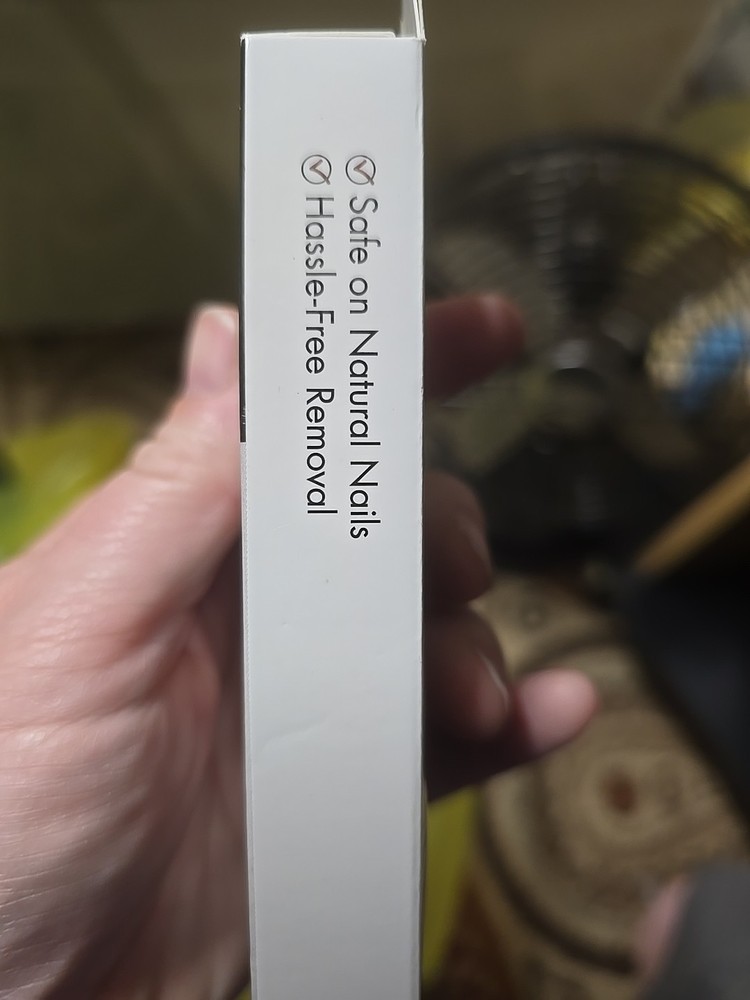 Safe on Natural Nails
Hassle-Free Removal